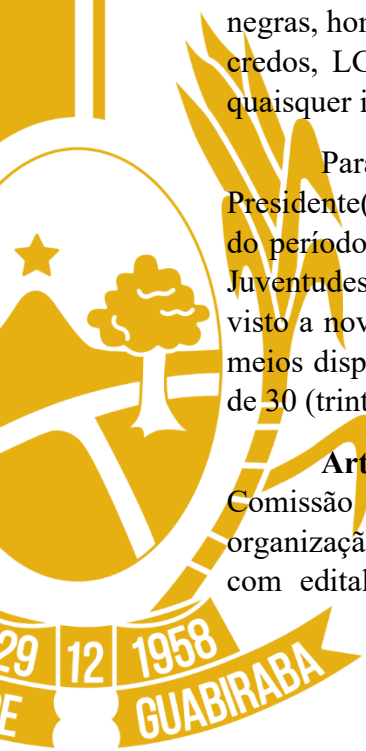 negras, hor
credos, LG
quaisquer i
Para
Presidente(
do período
Juventudes
visto a nov
meios disp
de 30 (trint
Art
Comissão
organizaçã
com edital
29 12 1958
E GUABIRABA